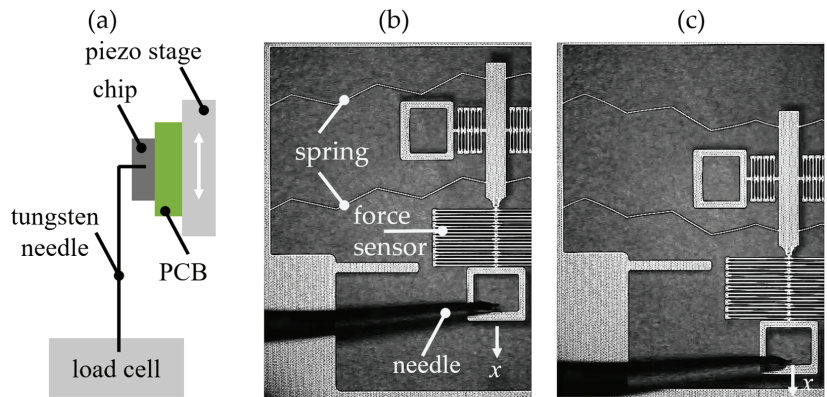 (a)
piezo stage
chip
tungsten
needle
PCB
load cell
(b)
spring
force
sensor
needle
x
(c)
x